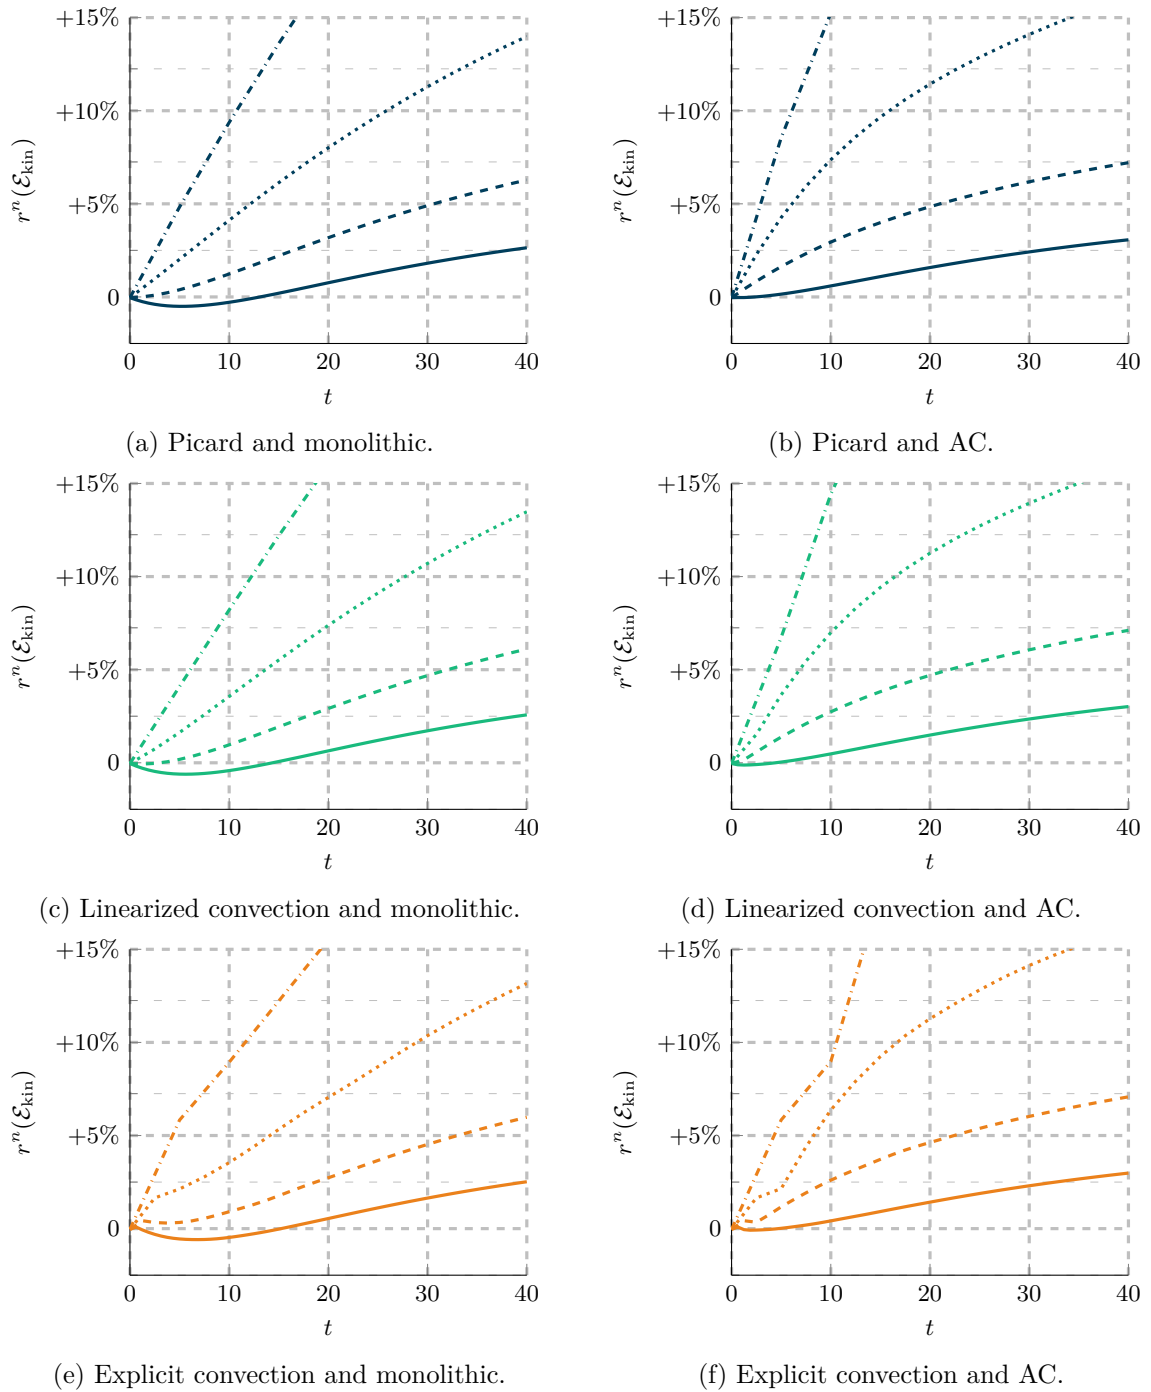 +15%
+10%
+5%
0
r^n(ℰ_kin)
0 10 20 30 40
t
(a) Picard and monolithic.
+15%
+10%
+5%
0
r^n(ℰ_kin)
0 10 20 30 40
t
(b) Picard and AC.
+15%
+10%
+5%
0
r^n(ℰ_kin)
0 10 20 30 40
t
(c) Linearized convection and monolithic.
+15%
+10%
+5%
0
r^n(ℰ_kin)
0 10 20 30 40
t
(d) Linearized convection and AC.
+15%
+10%
+5%
0
r^n(ℰ_kin)
0 10 20 30 40
t
(e) Explicit convection and monolithic.
+15%
+10%
+5%
0
r^n(ℰ_kin)
0 10 20 30 40
t
(f) Explicit convection and AC.